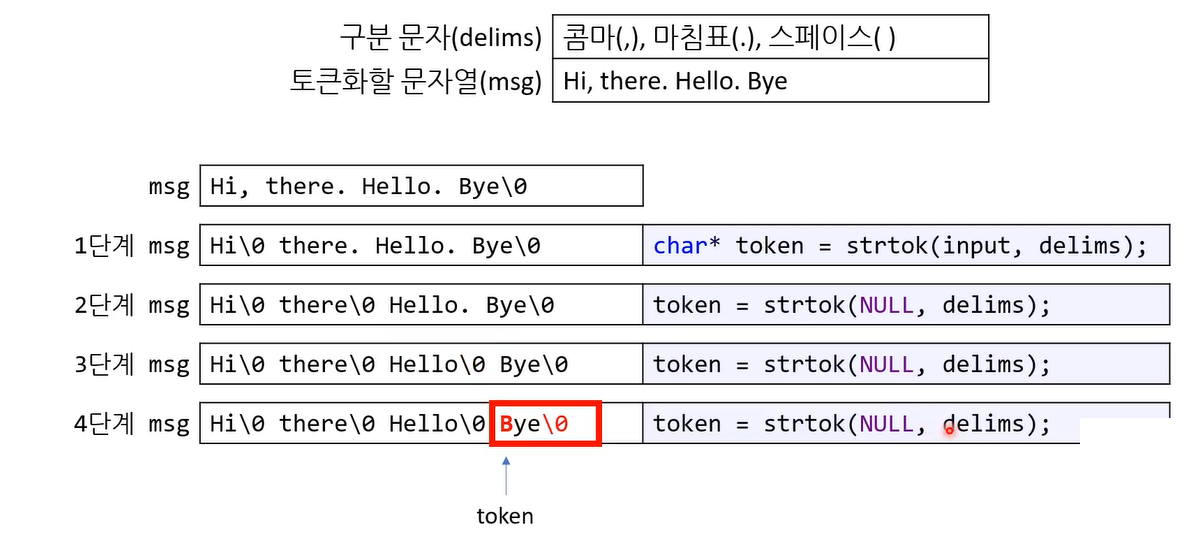 구분 문자(delims) 콤마(,), 마침표(.), 스페이스( )
토큰화할 문자열(msg) Hi, there. Hello. Bye
msg Hi, there. Hello. Bye\0
1단계 msg Hi\0 there. Hello. Bye\0 char* token = strtok(input, delims);
2단계 msg Hi\0 there\0 Hello. Bye\0 token = strtok(NULL, delims);
3단계 msg Hi\0 there\0 Hello\0 Bye\0 token = strtok(NULL, delims);
4단계 msg Hi\0 there\0 Hello\0 Bye\0 token = strtok(NULL, delims);
token